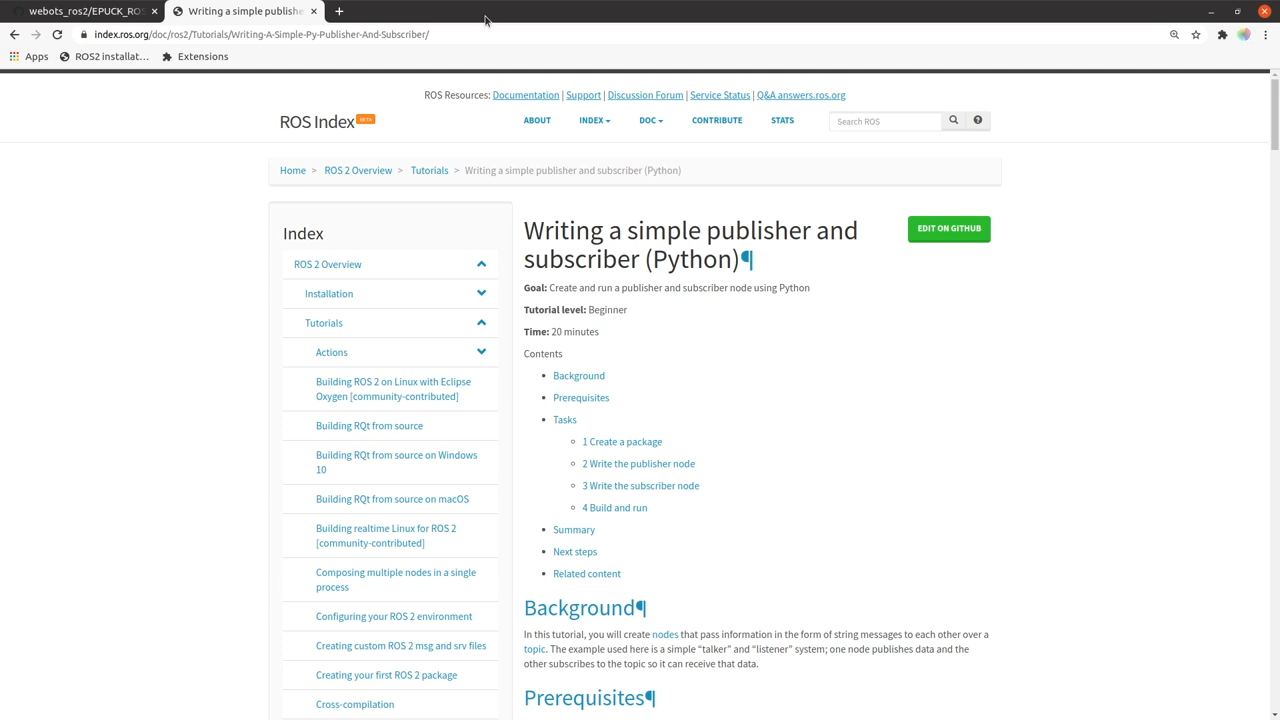 webots_ros2/EPUCK_ROS
Writing a simple publishe
index.ros.org/doc/ros2/Tutorials/Writing-A-Simple-Py-Publisher-And-Subscriber/
Apps
ROS2 installat...
Extensions
ROS Resources: Documentation | Support | Discussion Forum | Service Status | Q&A answers.ros.org
ROS Index BETA
ABOUT
INDEX
DOC
CONTRIBUTE
STATS
Search ROS
Home > ROS 2 Overview > Tutorials > Writing a simple publisher and subscriber (Python)
Index
ROS 2 Overview
Installation
Tutorials
Actions
Building ROS 2 on Linux with Eclipse
Oxygen [community-contributed]
Building RQt from source
Building RQt from source on Windows
10
Building RQt from source on macOS
Building realtime Linux for ROS 2
[community-contributed]
Composing multiple nodes in a single
process
Configuring your ROS 2 environment
Creating custom ROS 2 msg and srv files
Creating your first ROS 2 package
Cross-compilation
Writing a simple publisher and
subscriber (Python)¶
EDIT ON GITHUB
Goal: Create and run a publisher and subscriber node using Python
Tutorial level: Beginner
Time: 20 minutes
Contents
• Background
• Prerequisites
• Tasks
◦ 1 Create a package
◦ 2 Write the publisher node
◦ 3 Write the subscriber node
◦ 4 Build and run
• Summary
• Next steps
• Related content
Background¶
In this tutorial, you will create nodes that pass information in the form of string messages to each other over a
topic. The example used here is a simple “talker” and “listener” system; one node publishes data and the
other subscribes to the topic so it can receive that data.
Prerequisites¶